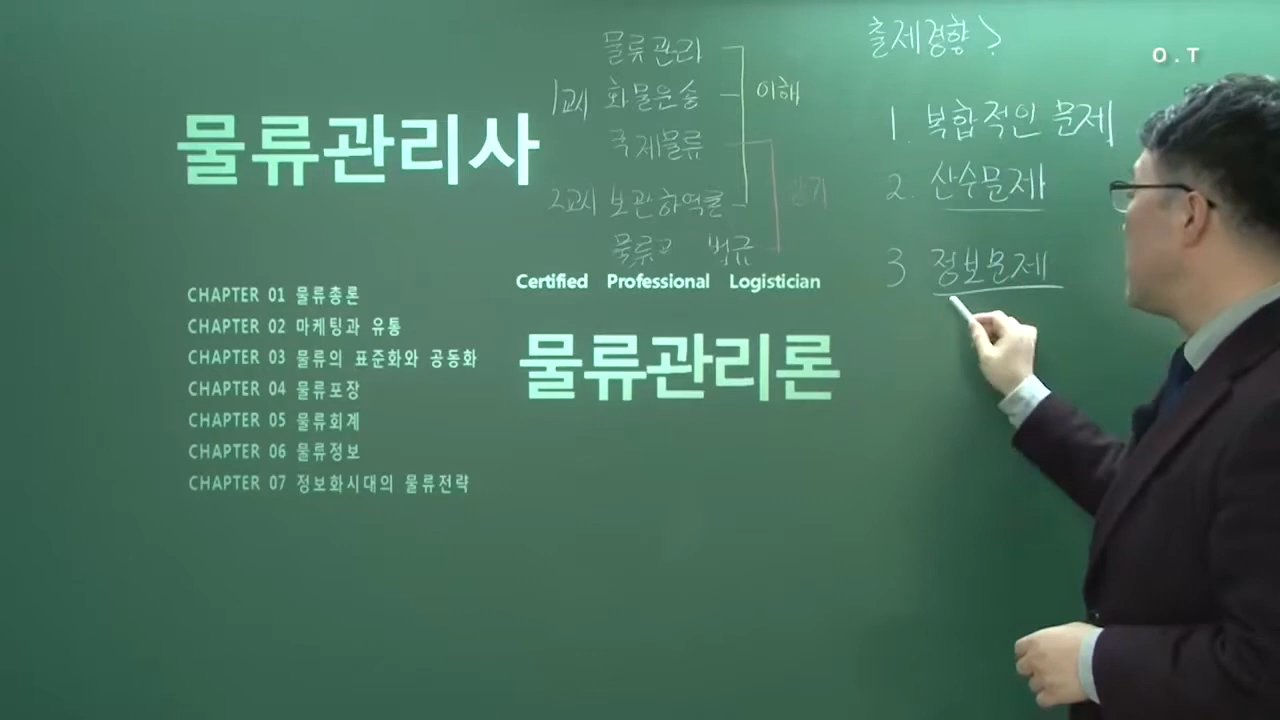 물류관리
1교시 화물운송
이해
국제물류
2교시 보관하역론
물류관 법규
출제경향?
O.T
1. 복합적인 문제
2. 산수문제
3 정보문제
물류관리사
Certified Professional Logistician
물류관리론
CHAPTER 01 물류총론
CHAPTER 02 마케팅과 유통
CHAPTER 03 물류의 표준화와 공동화
CHAPTER 04 물류포장
CHAPTER 05 물류회계
CHAPTER 06 물류정보
CHAPTER 07 정보화시대의 물류전략